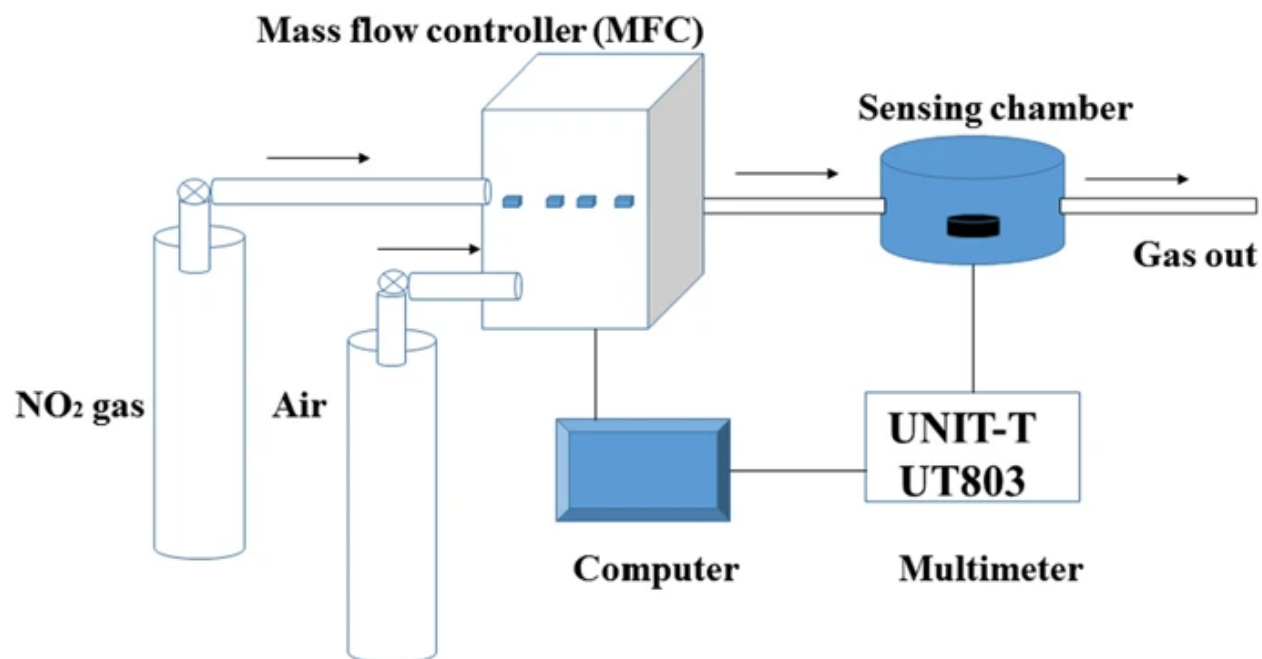 Mass flow controller (MFC)
Sensing chamber
Gas out
NO₂ gas
Air
UNIT-T
UT803
Computer
Multimeter